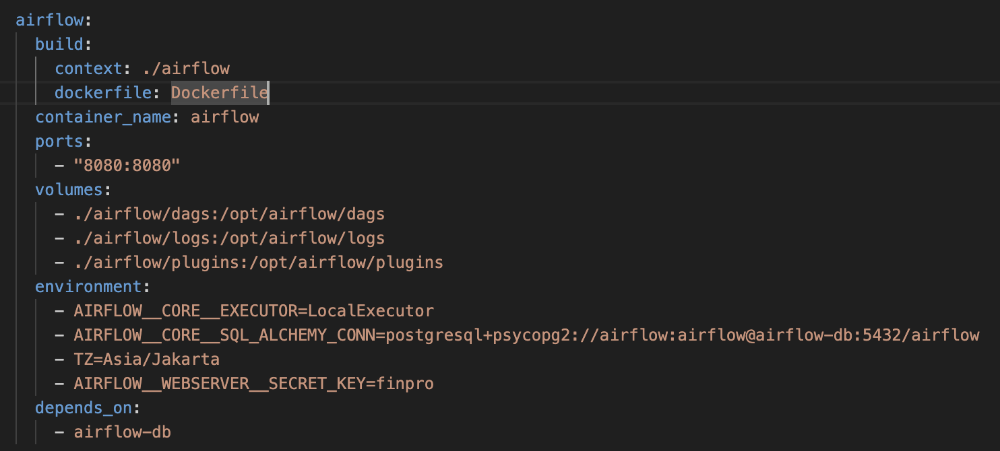 airflow:
  build:
    context: ./airflow
    dockerfile: Dockerfile
  container_name: airflow
  ports:
    - "8080:8080"
  volumes:
    - ./airflow/dags:/opt/airflow/dags
    - ./airflow/logs:/opt/airflow/logs
    - ./airflow/plugins:/opt/airflow/plugins
  environment:
    - AIRFLOW__CORE__EXECUTOR=LocalExecutor
    - AIRFLOW__CORE__SQL_ALCHEMY_CONN=postgresql+psycopg2://airflow:airflow@airflow-db:5432/airflow
    - TZ=Asia/Jakarta
    - AIRFLOW__WEBSERVER__SECRET_KEY=finpro
  depends_on:
    - airflow-db